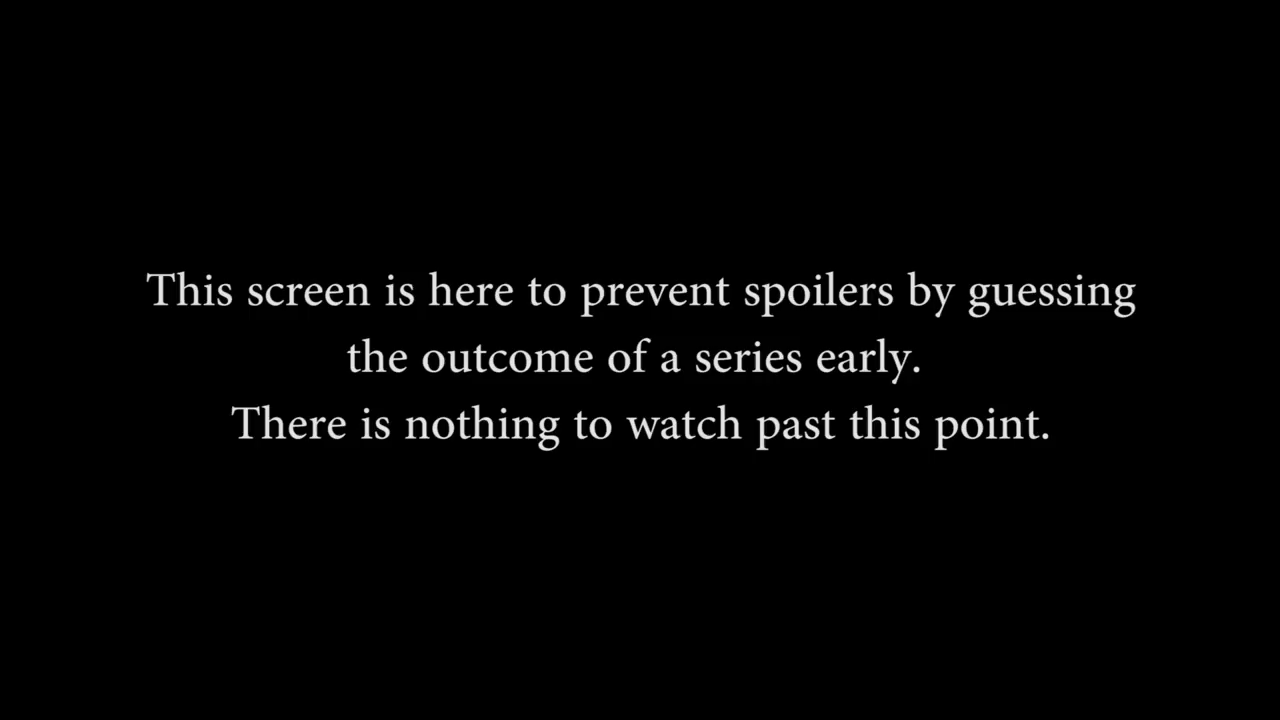 This screen is here to prevent spoilers by guessing
the outcome of a series early.
There is nothing to watch past this point.